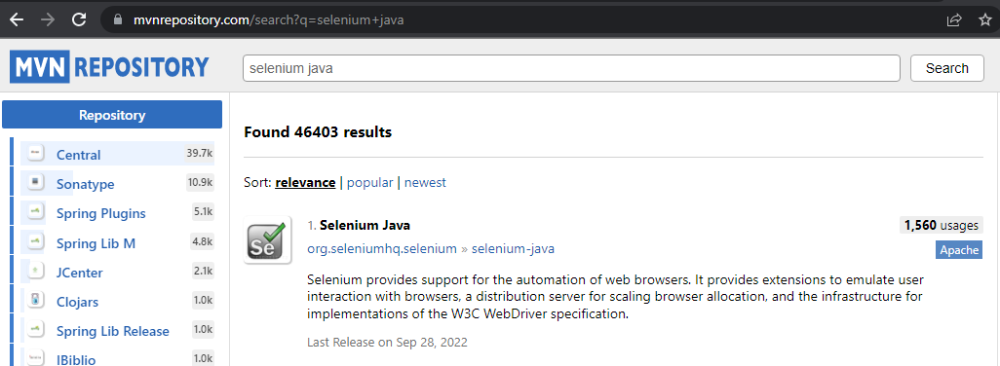 mvnrepository.com/search?q=selenium+java
MVN REPOSITORY
selenium java
Search
Repository
Central 39.7k
Sonatype 10.9k
Spring Plugins 5.1k
Spring Lib M 4.8k
JCenter 2.1k
Clojars 1.0k
Spring Lib Release 1.0k
IBiblio 1.0k
Found 46403 results
Sort: relevance | popular | newest
Se
1. Selenium Java
1,560 usages
org.seleniumhq.selenium » selenium-java
Apache
Selenium provides support for the automation of web browsers. It provides extensions to emulate user
interaction with browsers, a distribution server for scaling browser allocation, and the infrastructure for
implementations of the W3C WebDriver specification.
Last Release on Sep 28, 2022